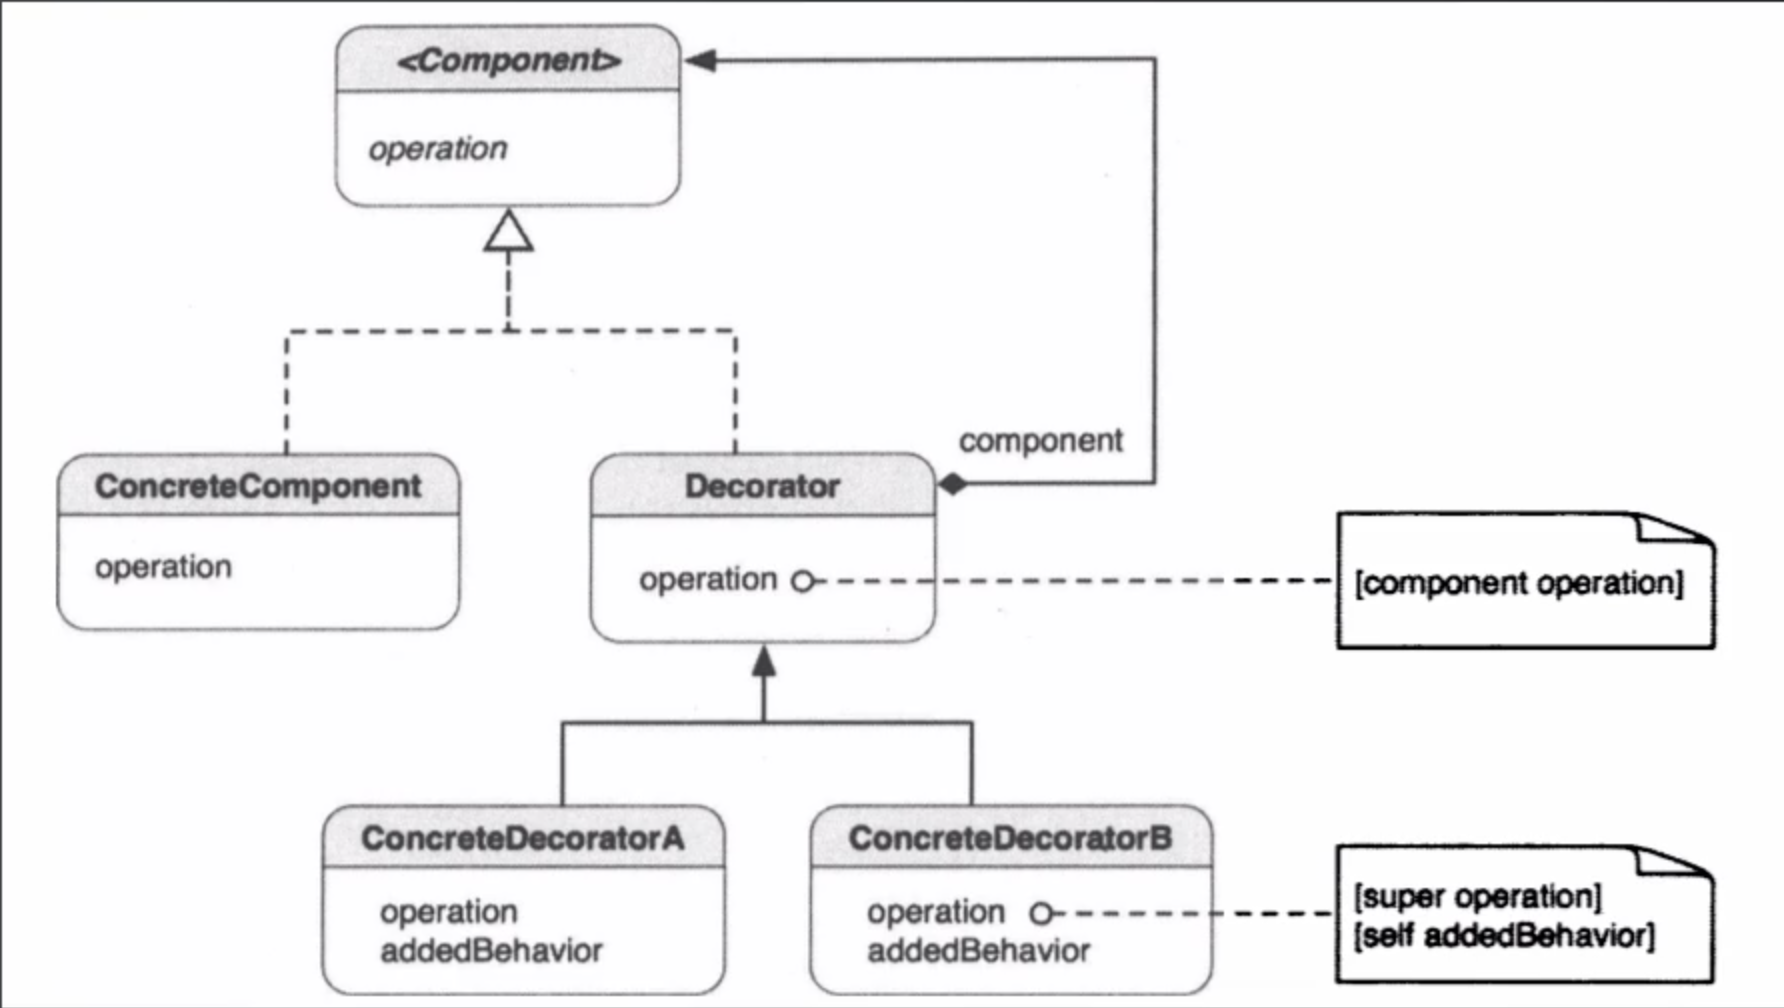 <Component>
operation
component
ConcreteComponent
operation
Decorator
operation
[component operation]
ConcreteDecoratorA
operation
addedBehavior
ConcreteDecoratorB
operation
addedBehavior
[super operation]
[self addedBehavior]